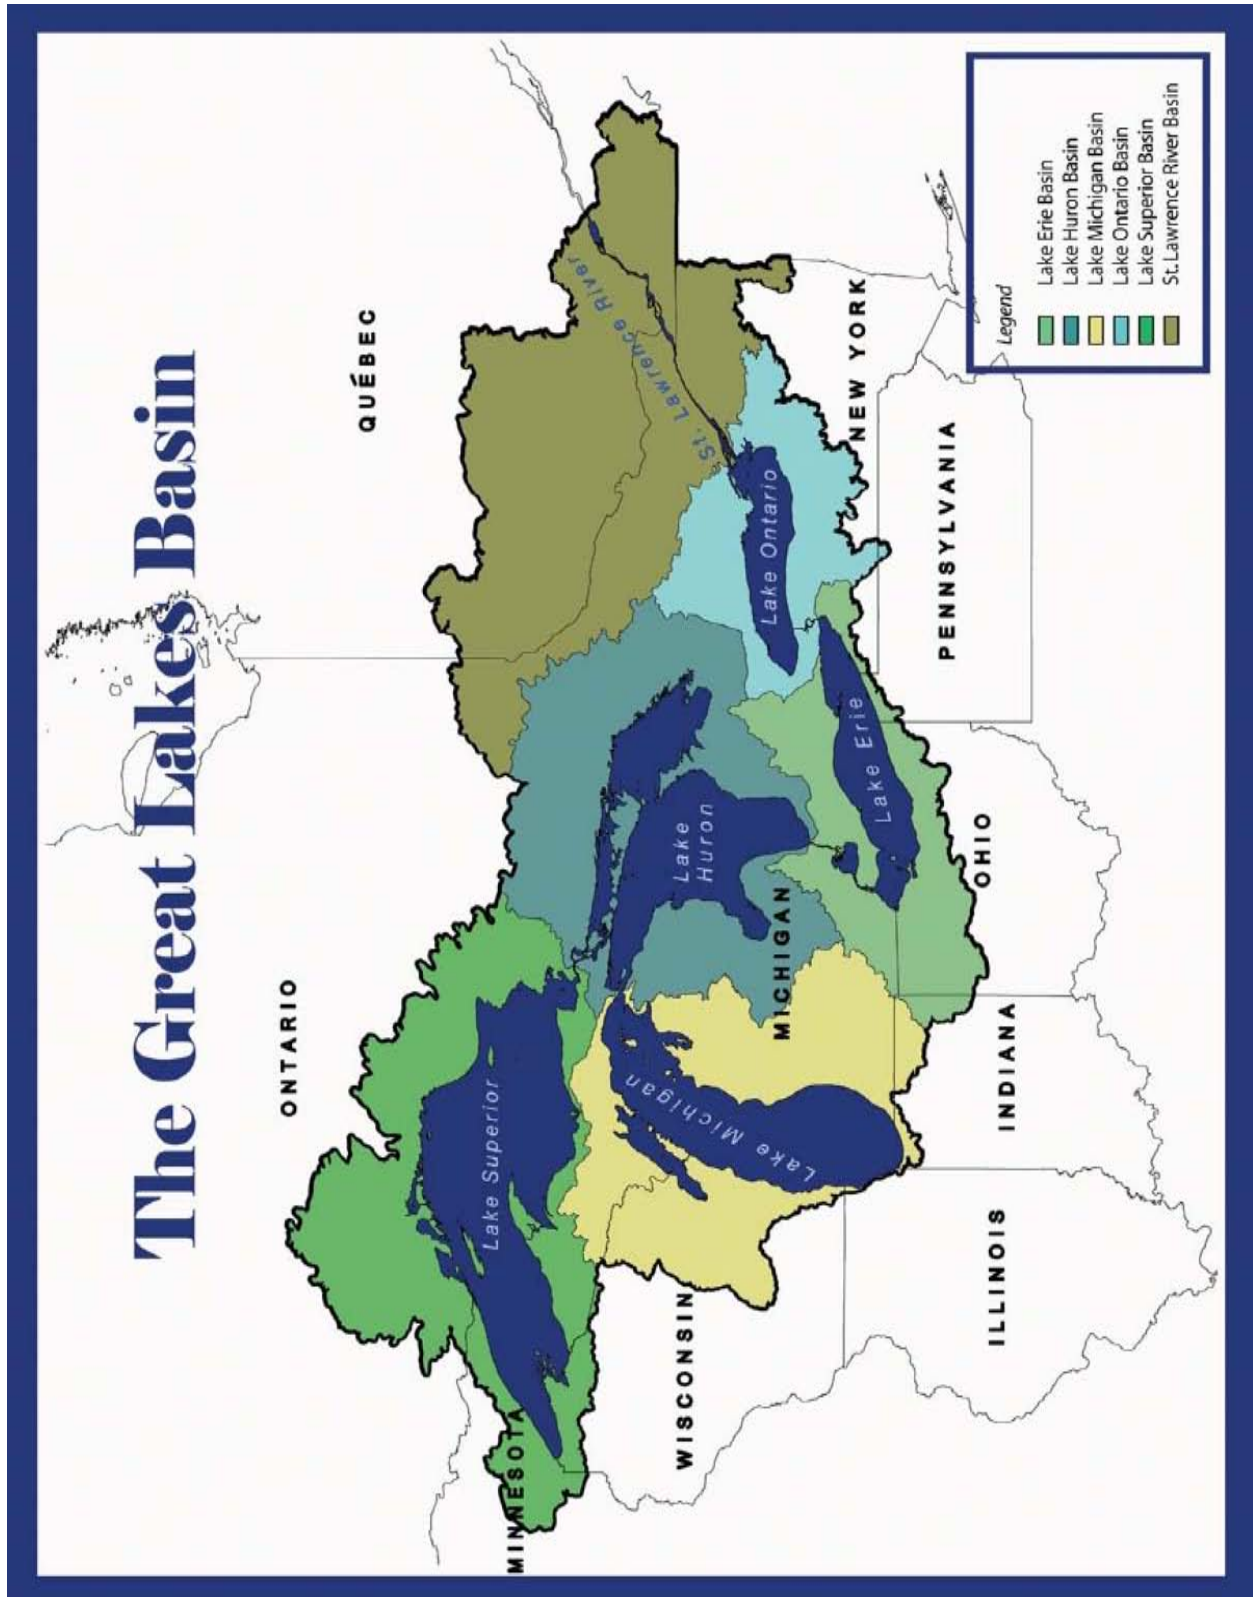 The Great Lakes Basin
ONTARIO
QUÉBEC
MINNESOTA
WISCONSIN
ILLINOIS
INDIANA
MICHIGAN
OHIO
PENNSYLVANIA
NEW YORK
Lake Superior
Lake Michigan
Lake
Huron
Lake Erie
Lake Ontario
St. Lawrence River
Legend
Lake Erie Basin
Lake Huron Basin
Lake Michigan Basin
Lake Ontario Basin
Lake Superior Basin
St. Lawrence River Basin